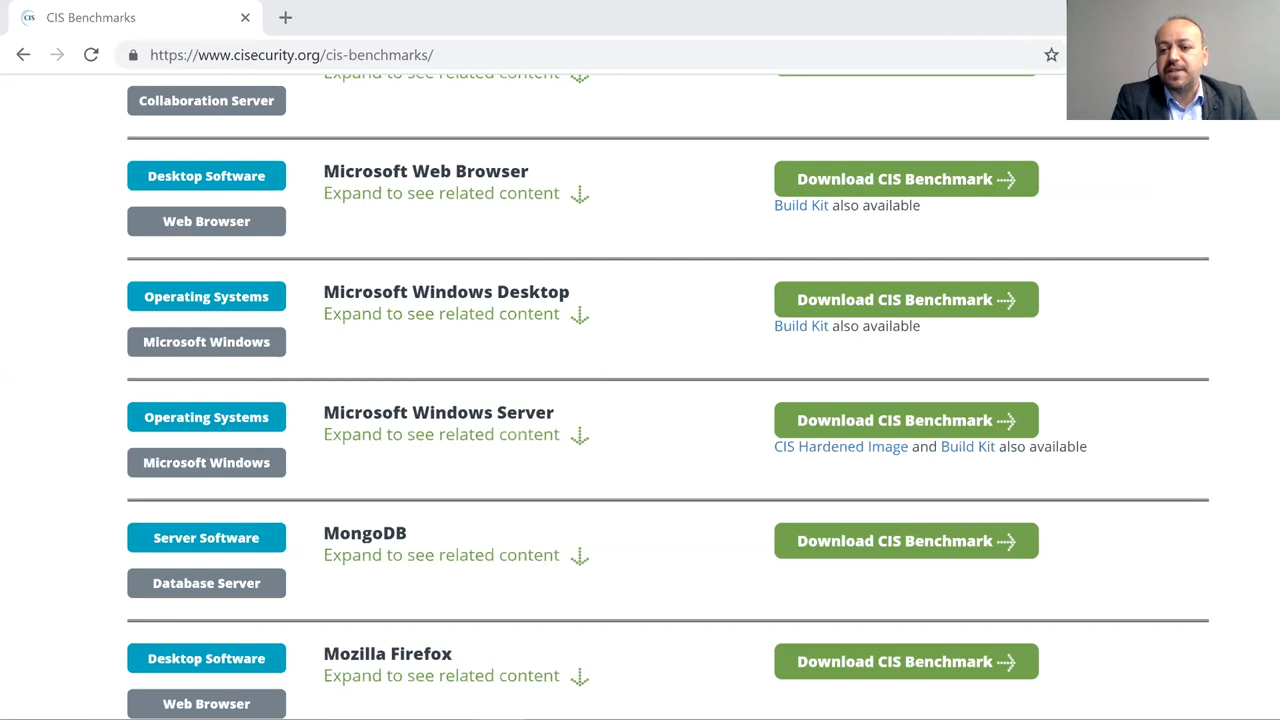 CIS Benchmarks
https://www.cisecurity.org/cis-benchmarks/
Expand to see related content
Collaboration Server
Desktop Software
Web Browser
Microsoft Web Browser
Expand to see related content
Download CIS Benchmark
Build Kit also available
Operating Systems
Microsoft Windows
Microsoft Windows Desktop
Expand to see related content
Download CIS Benchmark
Build Kit also available
Operating Systems
Microsoft Windows
Microsoft Windows Server
Expand to see related content
Download CIS Benchmark
CIS Hardened Image and Build Kit also available
Server Software
Database Server
MongoDB
Expand to see related content
Download CIS Benchmark
Desktop Software
Web Browser
Mozilla Firefox
Expand to see related content
Download CIS Benchmark